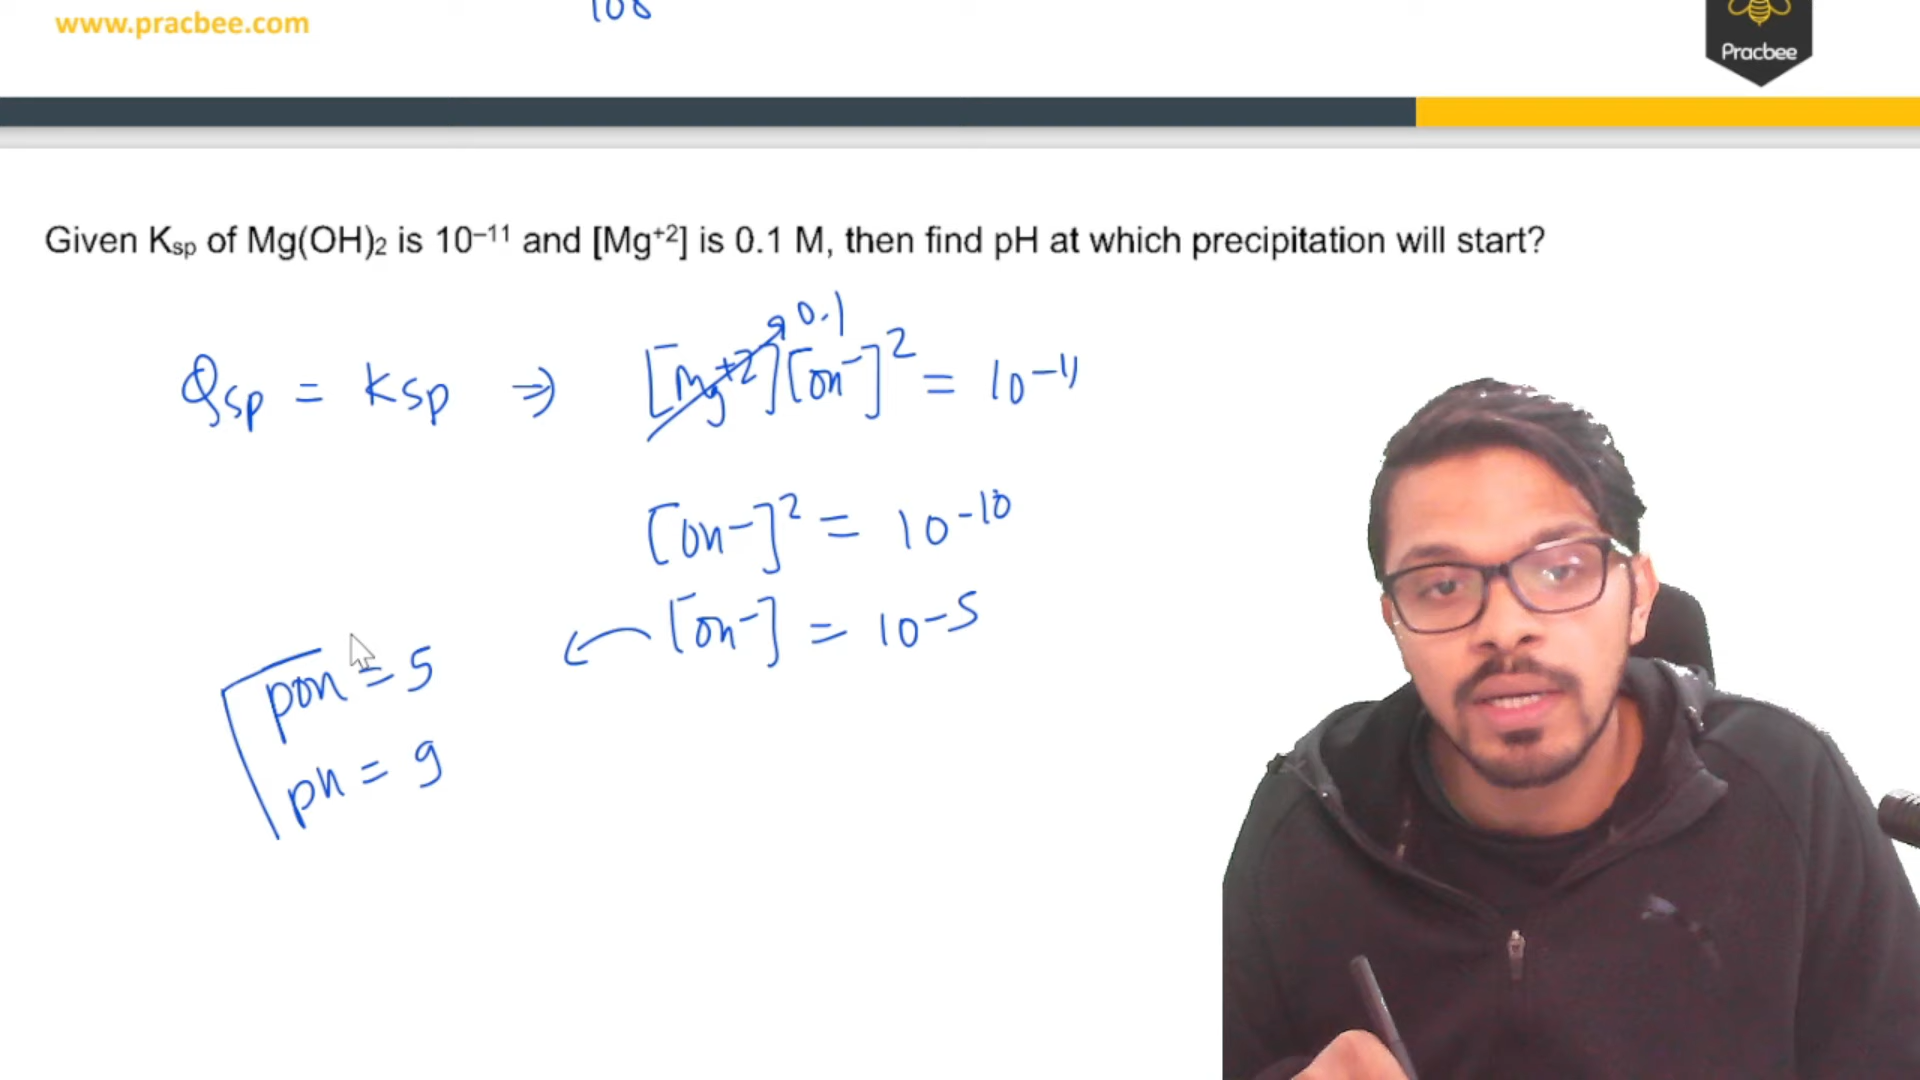 www.pracbee.com
108
Pracbee
Given Ksp of Mg(OH)₂ is 10⁻¹¹ and [Mg⁺²] is 0.1 M, then find pH at which precipitation will start?
0.1
Qsp = Ksp ⇒ [Mg⁺²][OH⁻]² = 10⁻¹¹
[OH⁻]² = 10⁻¹⁰
[OH⁻] = 10⁻⁵
pOH = 5
pH = 9